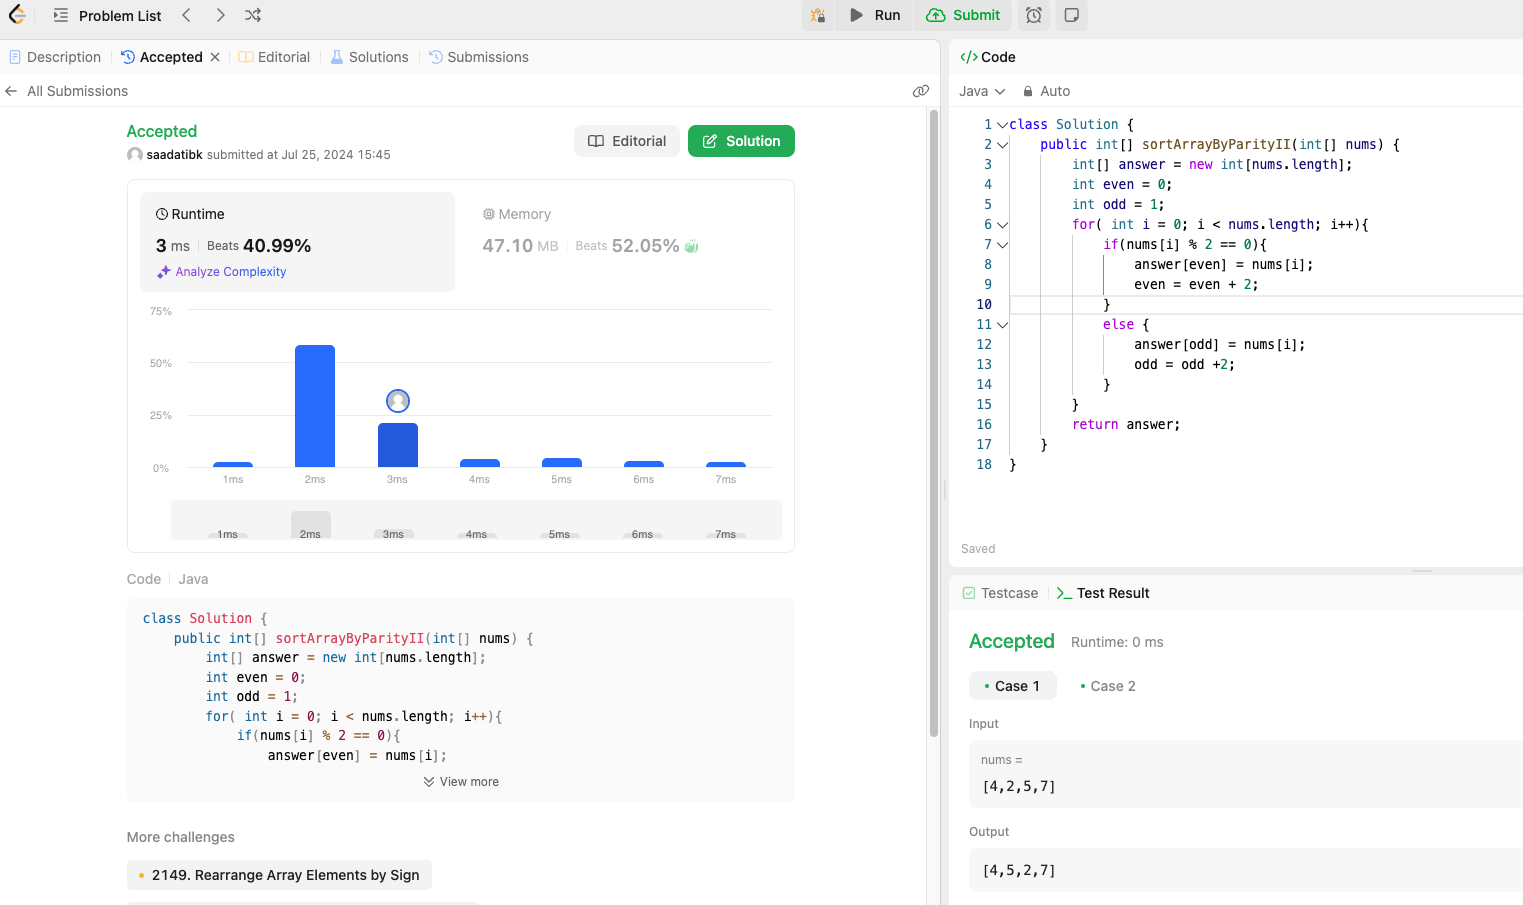 Problem List
Run
Submit
Description
Accepted
Editorial
Solutions
Submissions
All Submissions
Accepted
saadatibk submitted at Jul 25, 2024 15:45
Editorial
Solution
Runtime
3 ms Beats 40.99%
Analyze Complexity
Memory
47.10 MB Beats 52.05%
75%
50%
25%
0%
1ms 2ms 3ms 4ms 5ms 6ms 7ms
1ms 2ms 3ms 4ms 5ms 6ms 7ms
Code Java
class Solution {
    public int[] sortArrayByParityII(int[] nums) {
        int[] answer = new int[nums.length];
        int even = 0;
        int odd = 1;
        for( int i = 0; i < nums.length; i++){
            if(nums[i] % 2 == 0){
                answer[even] = nums[i];
View more
More challenges
2149. Rearrange Array Elements by Sign
</> Code
Java Auto
1 class Solution {
2     public int[] sortArrayByParityII(int[] nums) {
3         int[] answer = new int[nums.length];
4         int even = 0;
5         int odd = 1;
6         for( int i = 0; i < nums.length; i++){
7             if(nums[i] % 2 == 0){
8                 answer[even] = nums[i];
9                 even = even + 2;
10             }
11             else {
12                 answer[odd] = nums[i];
13                 odd = odd +2;
14             }
15         }
16         return answer;
17     }
18 }
Saved
Testcase
>_ Test Result
Accepted Runtime: 0 ms
Case 1
Case 2
Input
nums =
[4,2,5,7]
Output
[4,5,2,7]